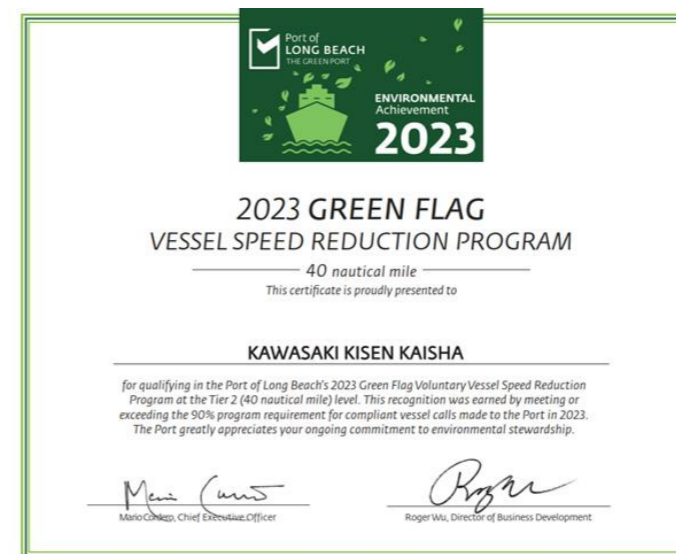 Port of
LONG BEACH
THE GREEN PORT
ENVIRONMENTAL
Achievement
2023
2023 GREEN FLAG
VESSEL SPEED REDUCTION PROGRAM
40 nautical mile
This certificate is proudly presented to
KAWASAKI KISEN KAISHA
for qualifying in the Port of Long Beach's 2023 Green Flag Voluntary Vessel Speed Reduction
Program at the Tier 2 (40 nautical mile) level. This recognition was earned by meeting or
exceeding the 90% program requirement for compliant vessel calls made to the Port in 2023.
The Port greatly appreciates your ongoing commitment to environmental stewardship.
Mario Cordero, Chief Executive Officer
Roger Wu, Director of Business Development